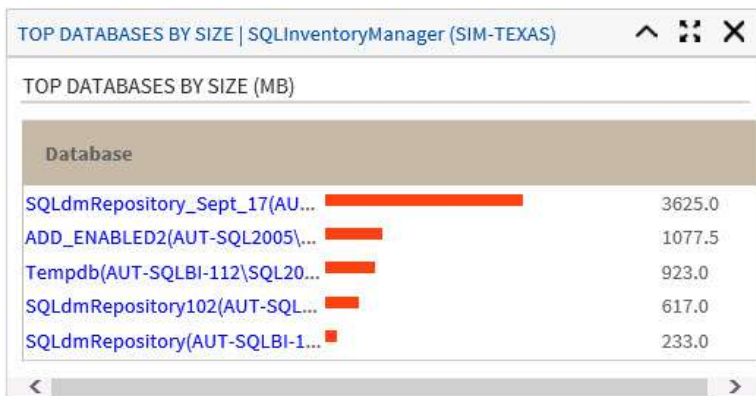 TOP DATABASES BY SIZE | SQLInventoryManager (SIM-TEXAS)
TOP DATABASES BY SIZE (MB)
Database
SQLdmRepository_Sept_17(AU... 3625.0
ADD_ENABLED2(AUT-SQL2005\... 1077.5
Tempdb(AUT-SQLBI-112\SQL20... 923.0
SQLdmRepository102(AUT-SQL... 617.0
SQLdmRepository(AUT-SQLBI-1... 233.0